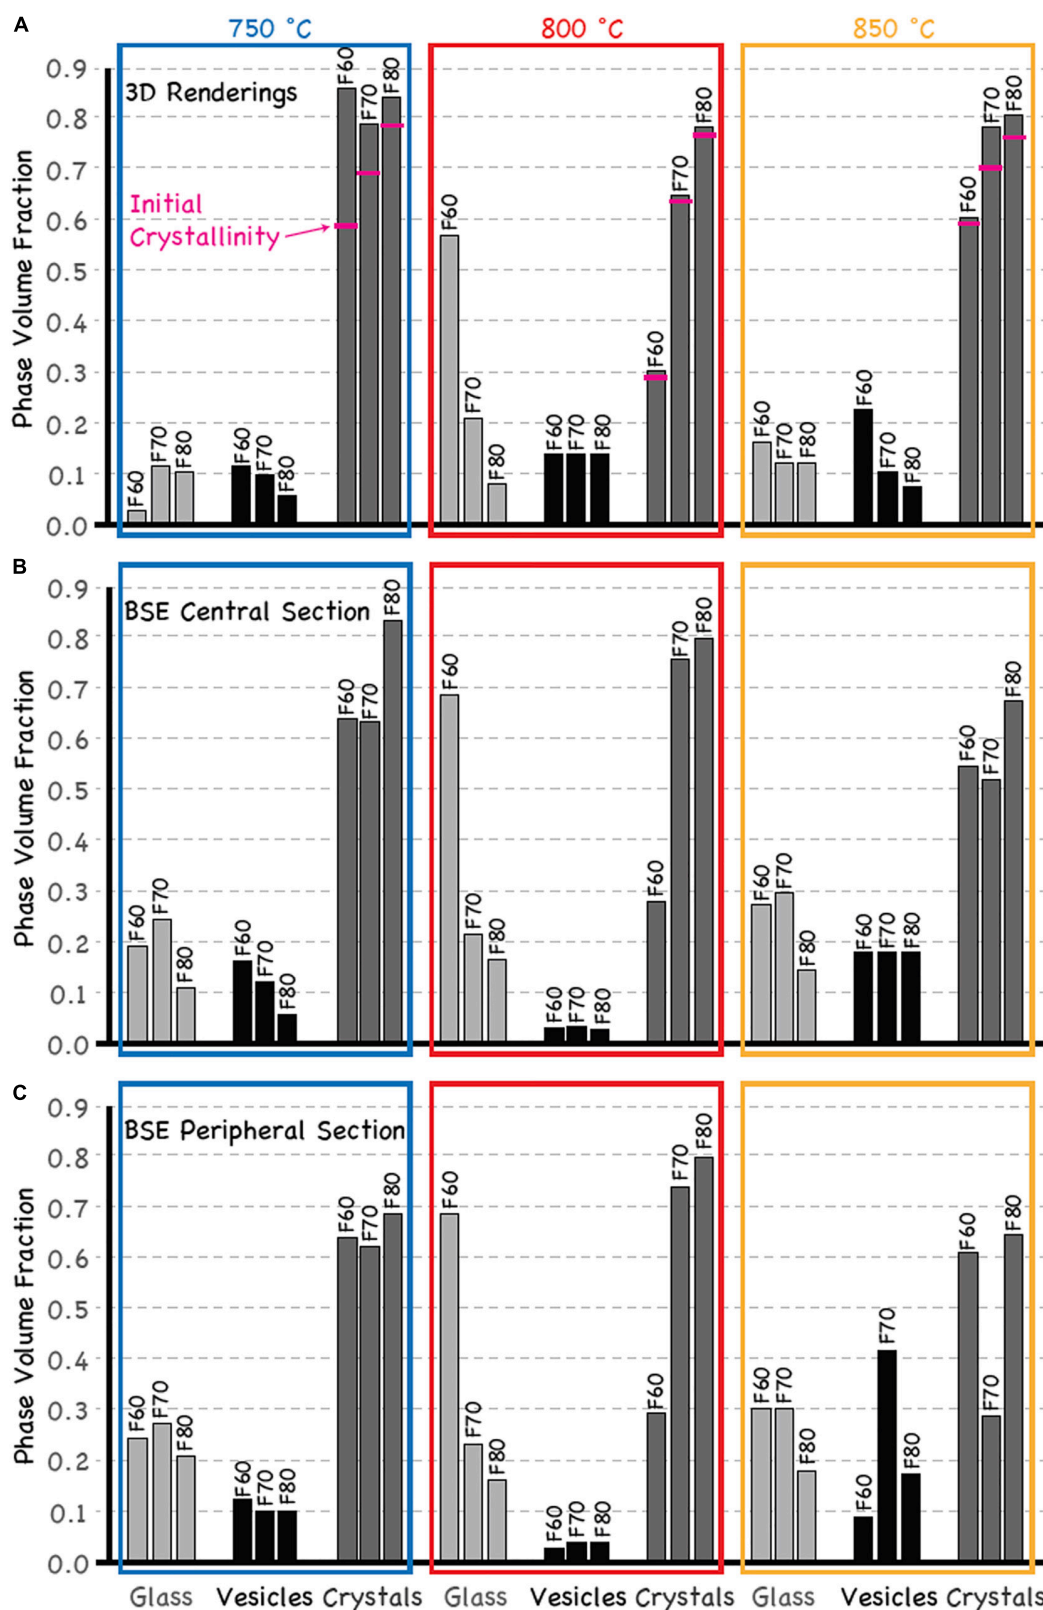 A
750 °C
800 °C
850 °C
3D Renderings
Initial
Crystallinity
Phase Volume Fraction
0.9
0.8
0.7
0.6
0.5
0.4
0.3
0.2
0.1
0.0
F60 F70 F80 F60 F70 F80 F60 F70 F80
F60 F70 F80 F60 F70 F80 F60 F70 F80
F60 F70 F80 F60 F70 F80 F60 F70 F80
B
BSE Central Section
Phase Volume Fraction
0.9
0.8
0.7
0.6
0.5
0.4
0.3
0.2
0.1
0.0
F60 F70 F80 F60 F70 F80 F60 F70 F80
F60 F70 F80 F60 F70 F80 F60 F70 F80
F60 F70 F80 F60 F70 F80 F60 F70 F80
C
BSE Peripheral Section
Phase Volume Fraction
0.9
0.8
0.7
0.6
0.5
0.4
0.3
0.2
0.1
0.0
F60 F70 F80 F60 F70 F80 F60 F70 F80
F60 F70 F80 F60 F70 F80 F60 F70 F80
F60 F70 F80 F60 F70 F80 F60 F70 F80
Glass Vesicles Crystals Glass Vesicles Crystals Glass Vesicles Crystals